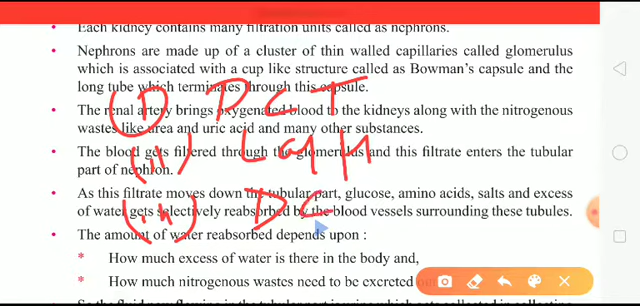 • Each kidney contains many filtration units called as nephrons.
• Nephrons are made up of a cluster of thin walled capillaries called glomerulus
which is associated with a cup like structure called as Bowman's capsule and the
long tube which terminates through this capsule.
(i) PCT
• The renal artery brings oxygenated blood to the kidneys along with the nitrogenous
wastes like urea and uric acid and many other substances.
(ii) L of H
• The blood gets filtered through the glomerulus and this filtrate enters the tubular
part of nephron.
• As this filtrate moves down the tubular part, glucose, amino acids, salts and excess
(iii) DC
of water gets selectively reabsorbed by the blood vessels surrounding these tubules.
• The amount of water reabsorbed depends upon :
* How much excess of water is there in the body and,
* How much nitrogenous wastes need to be excreted